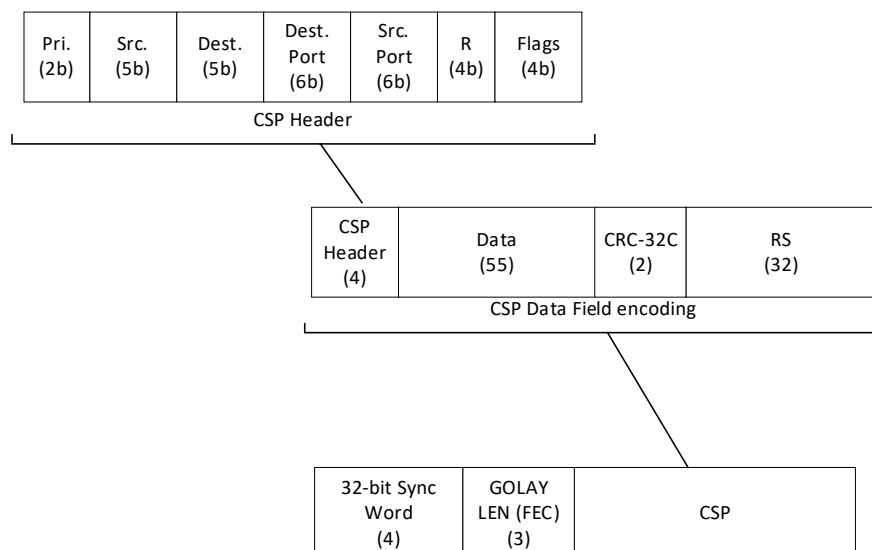 Pri.
(2b)
Src.
(5b)
Dest.
(5b)
Dest.
Port
(6b)
Src.
Port
(6b)
R
(4b)
Flags
(4b)
CSP Header
CSP
Header
(4)
Data
(55)
CRC-32C
(2)
RS
(32)
CSP Data Field encoding
32-bit Sync
Word
(4)
GOLAY
LEN (FEC)
(3)
CSP